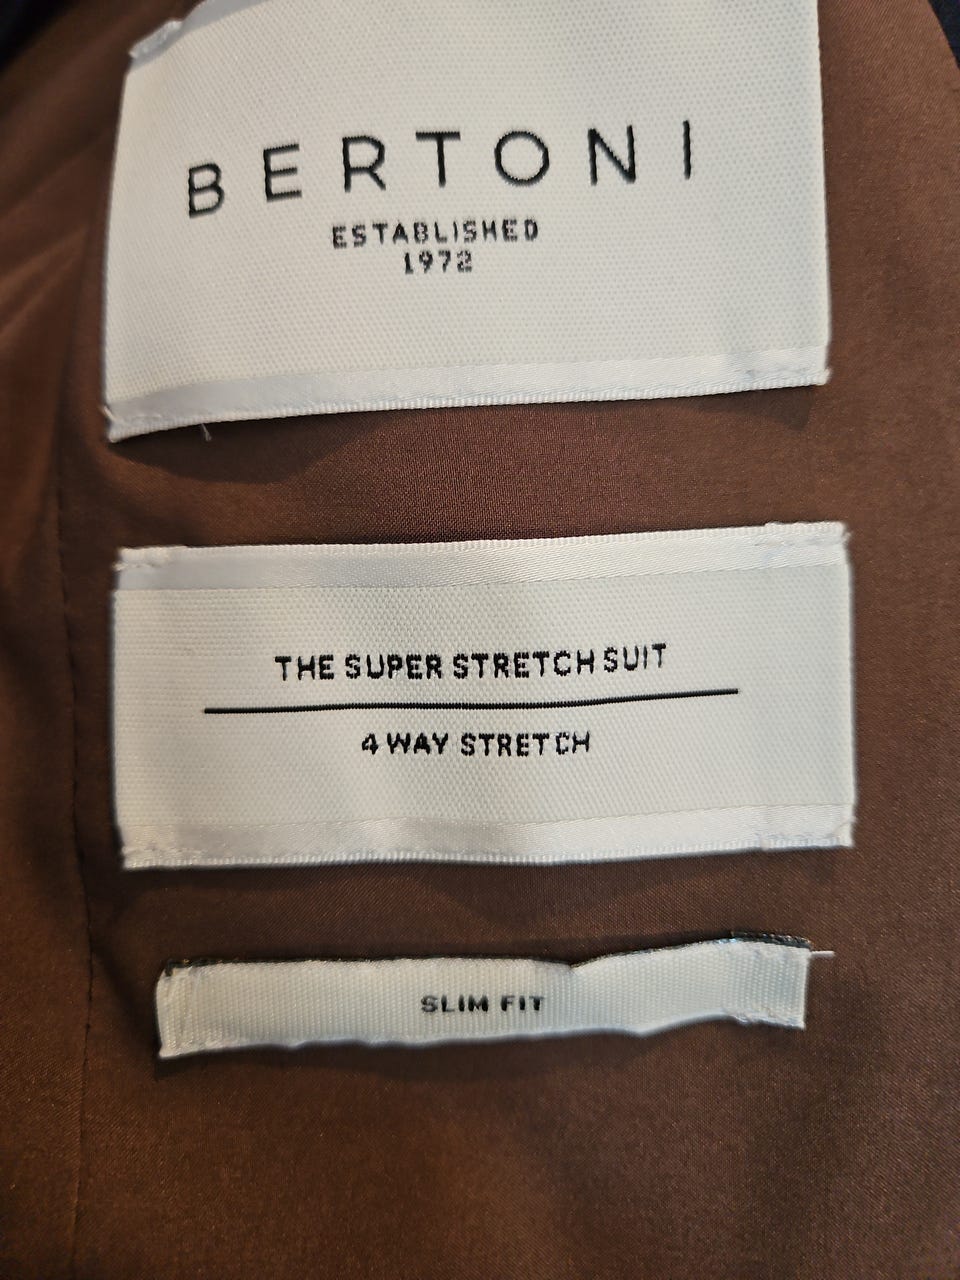 BERTONI
ESTABLISHED
1972
THE SUPER STRETCH SUIT
4 WAY STRETCH
SLIM FIT